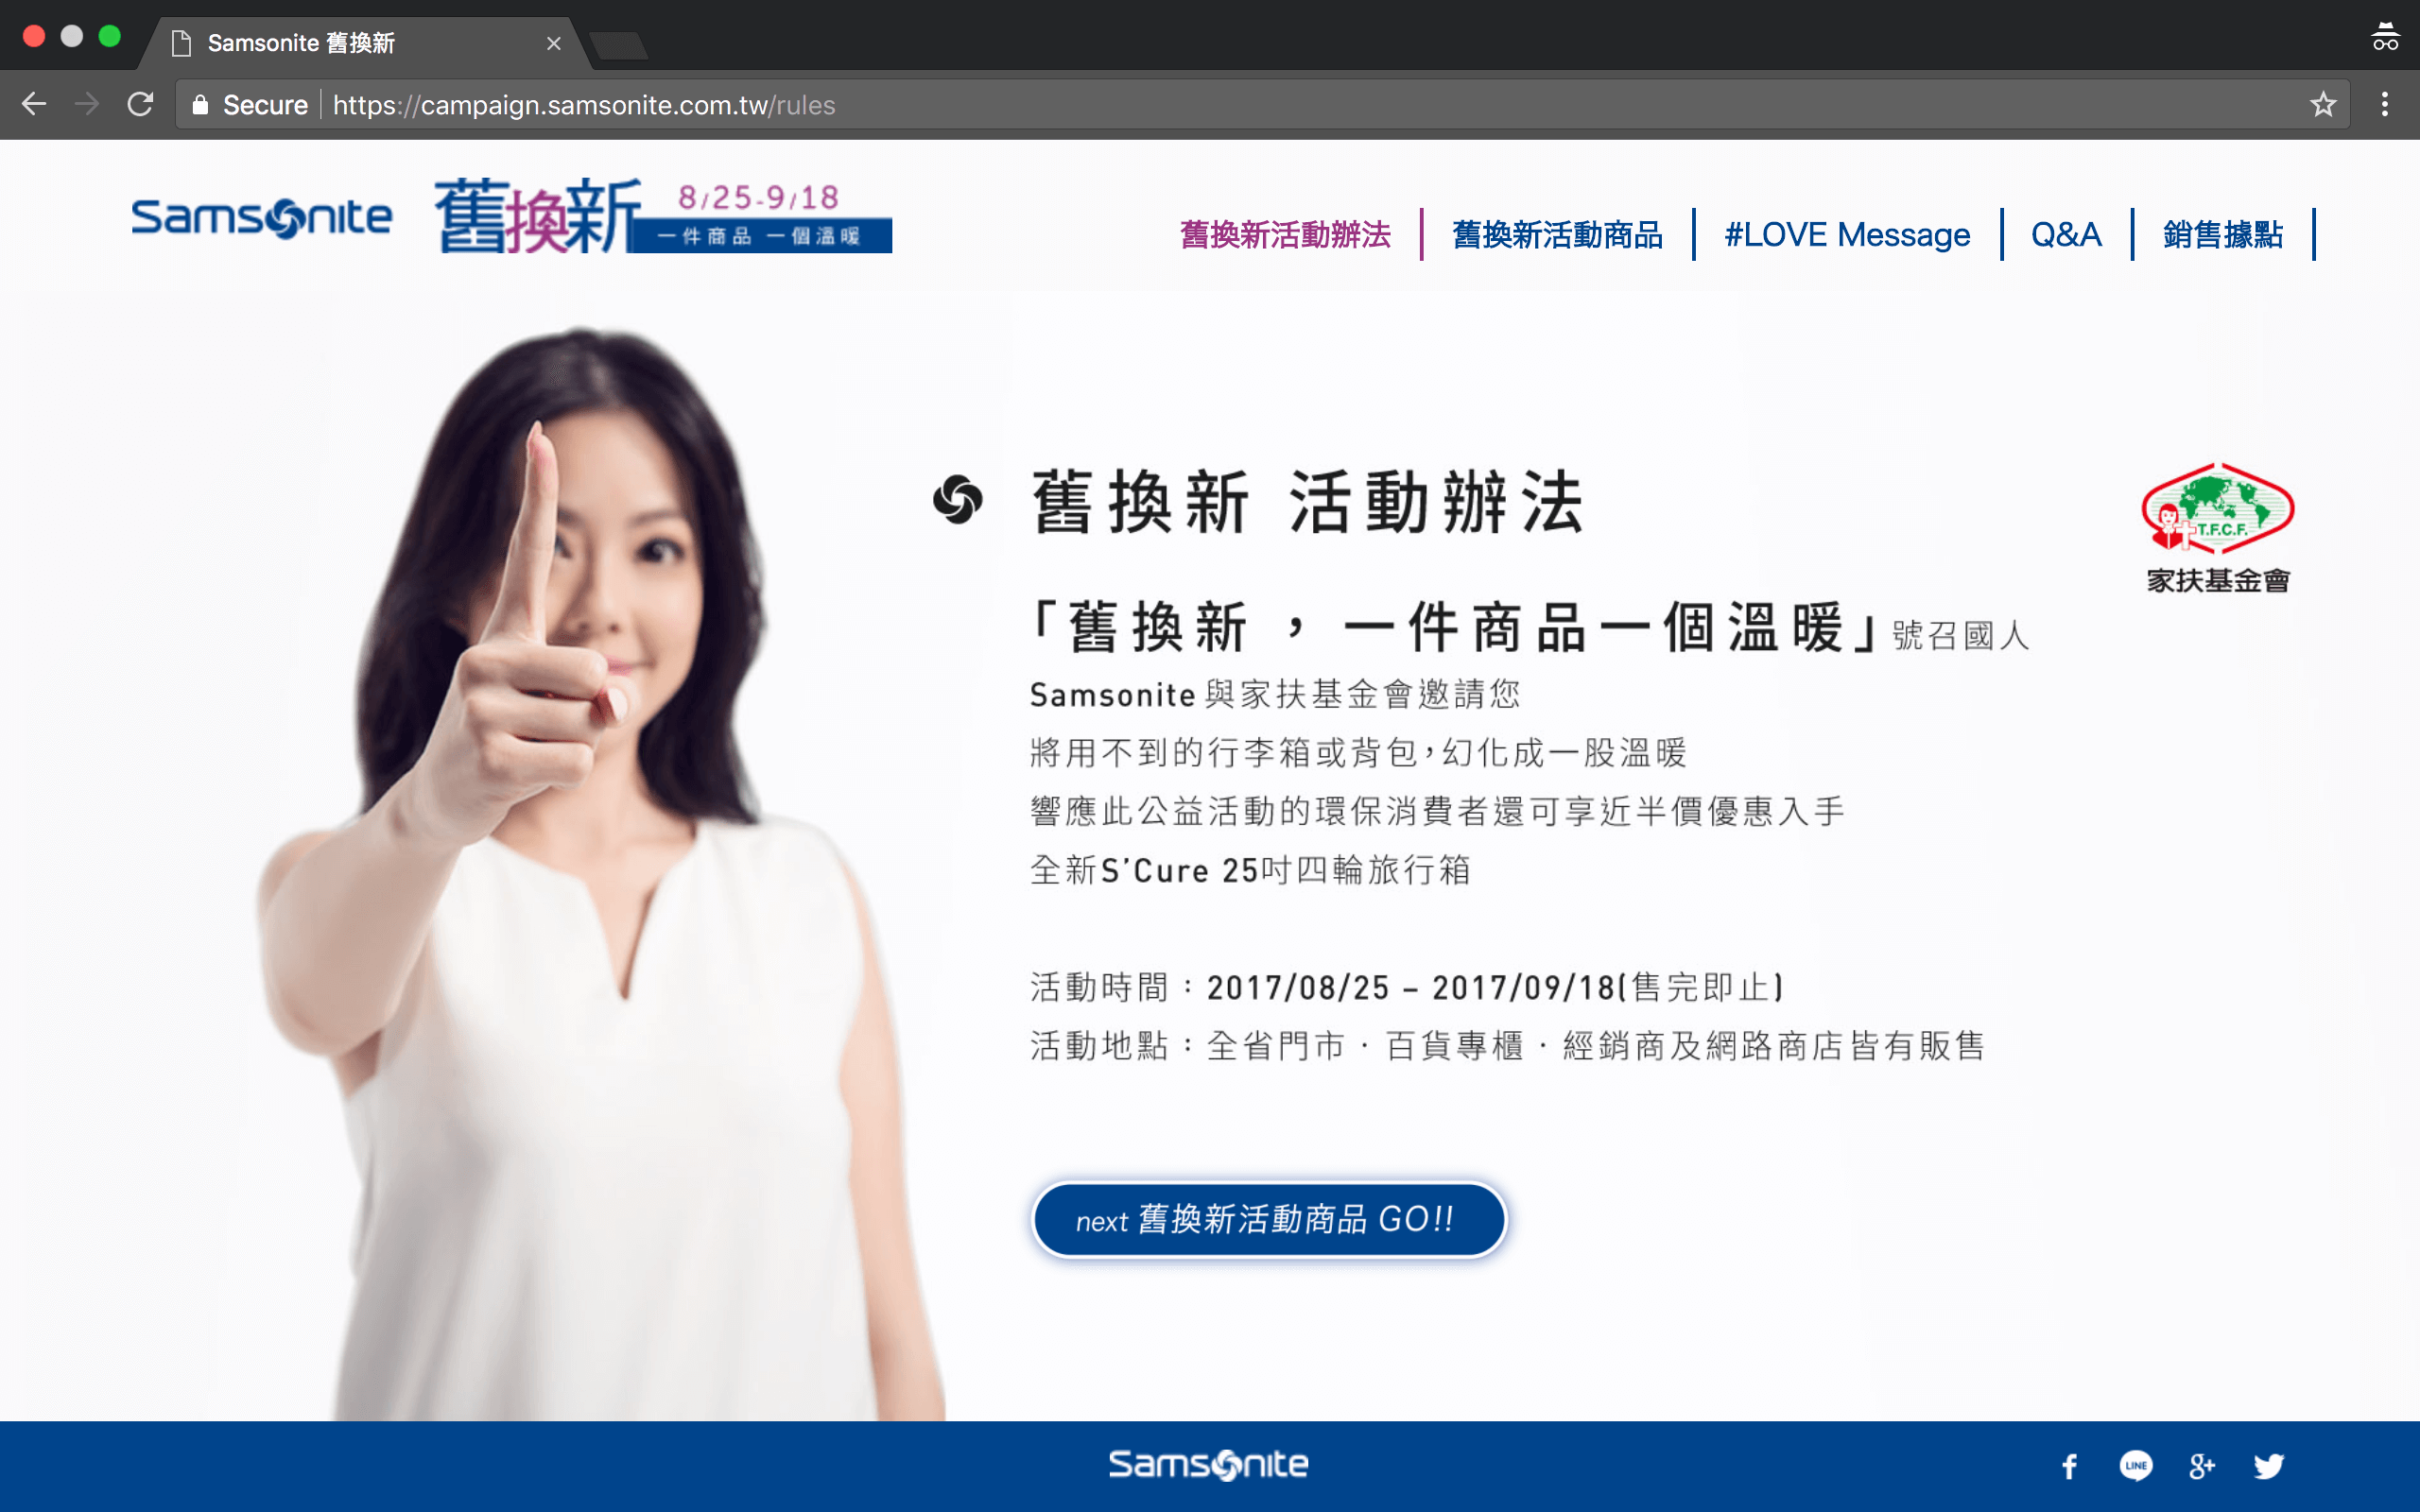 Samsonite 舊換新
Secure https://campaign.samsonite.com.tw/rules
Samsonite
舊換新
8/25-9/18
一件商品 一個溫暖
舊換新活動辦法
舊換新活動商品
#LOVE Message
Q&A
銷售據點
舊換新 活動辦法
T.F.C.F.
家扶基金會
「舊換新，一件商品一個溫暖」號召國人
Samsonite 與家扶基金會邀請您
將用不到的行李箱或背包，幻化成一股溫暖
響應此公益活動的環保消費者還可享近半價優惠入手
全新S’Cure 25吋四輪旅行箱
活動時間：2017/08/25 – 2017/09/18(售完即止)
活動地點：全省門市．百貨專櫃．經銷商及網路商店皆有販售
next 舊換新活動商品 GO!!
Samsonite
f
LINE
g+